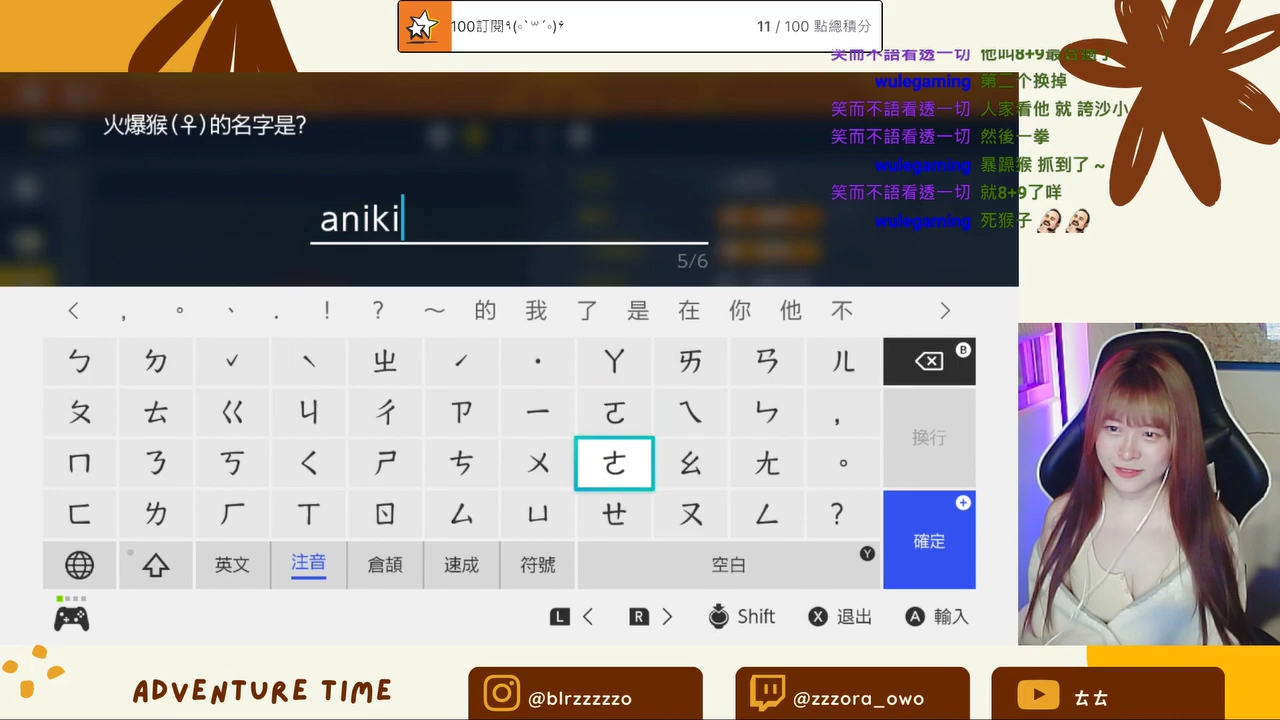 100訂閱٩(◦`꒳´◦)۶
11 / 100 點總積分
笑而不語看透一切
wulegaming 第二个换掉
笑而不語看透一切 人家看他 就 誇沙小
笑而不語看透一切 然後一拳
wulegaming 暴躁猴 抓到了 ~
笑而不語看透一切 就8+9了咩
wulegaming 死猴子
火爆猴(♀)的名字是?
aniki
5/6
< , 。 、 . ! ? ～ 的 我 了 是 在 你 他 不 >
ㄅ ㄉ ˇ ˋ ㄓ ˊ ˙ ㄚ ㄞ ㄢ ㄦ B
ㄆ ㄊ ㄍ ㄐ ㄔ ㄗ ㄧ ㄛ ㄟ ㄣ , 換行
ㄇ ㄋ ㄎ ㄑ ㄕ ㄘ ㄨ ㄜ ㄠ ㄤ 。
ㄈ ㄌ ㄏ ㄒ ㄖ ㄙ ㄩ ㄝ ㄡ ㄥ ? + 確定
英文 注音 倉頡 速成 符號 空白 Y
L < R > Shift X 退出 A 輸入
ADVENTURE TIME @blrzzzzzo @zzzora_owo ㄊㄊ